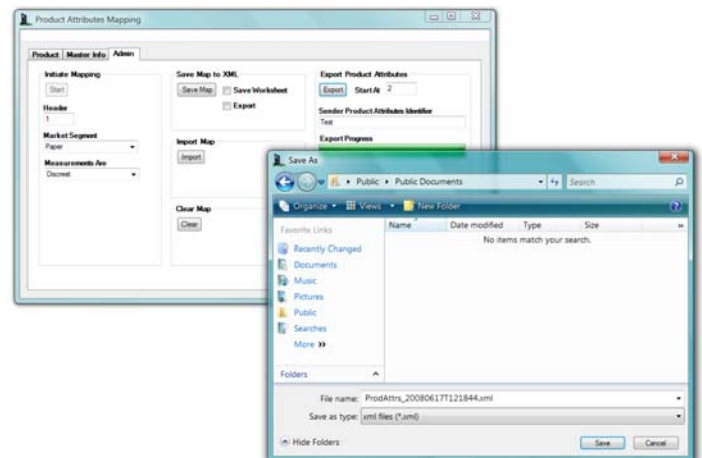 Product Attributes Mapping
Product Master Info Admin
Initiate Mapping
Start
Header
1
Market Segment
Paper
Measurements Are
Discreet
Save Map to XML
Save Map Save Worksheet
Export
Import Map
Import
Clear Map
Clear
Export Product Attributes
Export Start At 2
Sender Product Attributes Identifier
Test
Export Progress
Save As
Public Public Documents
Search
Organize Views New Folder
Favorite Links
Recently Changed
Documents
Music
Pictures
Public
Searches
More
Folders
Name Date modified Type Size
No items match your search.
File name: ProdAttrs_20080617T121844.xml
Save as type: xml files (*.xml)
Hide Folders
Save Cancel